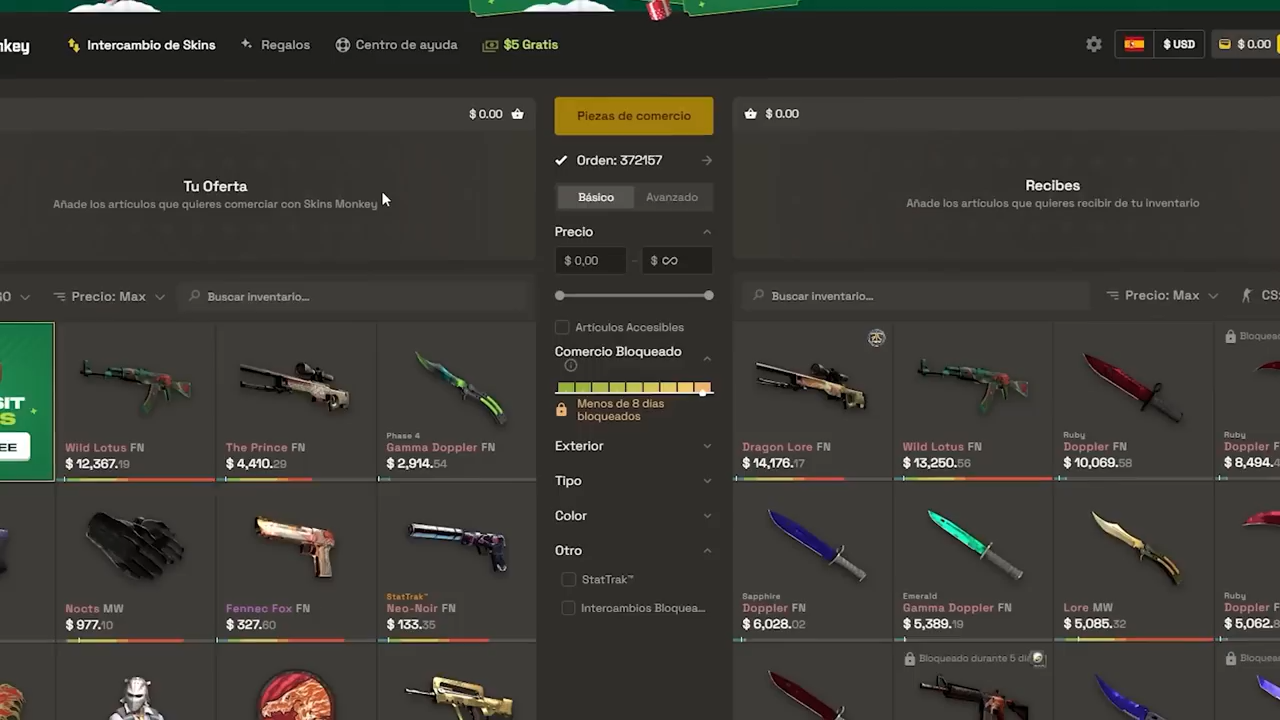 nkey
Intercambio de Skins
Regalos
Centro de ayuda
$5 Gratis
$ USD
$ 0.00
$ 0.00
Piezas de comercio
$ 0.00
Orden: 372157
Tu Oferta
Añade los artículos que quieres comerciar con Skins Monkey
Básico
Avanzado
Recibes
Añade los artículos que quieres recibir de tu inventario
Precio
$ 0,00
-
$ ∞
Precio: Max
Buscar inventario...
Buscar inventario...
Precio: Max
CS
Artículos Accesibles
Comercio Bloqueado
Menos de 8 días
bloqueados
Exterior
Tipo
Color
Otro
StatTrak™
Intercambios Bloquea...
SIT
S
EE
Wild Lotus FN
$ 12,367.19
The Prince FN
$ 4,410.29
Phase 4
Gamma Doppler FN
$ 2,914.54
Nocts MW
$ 977.10
Fennec Fox FN
$ 327.60
StatTrak™
Neo-Noir FN
$ 133.35
Dragon Lore FN
$ 14,176.17
Wild Lotus FN
$ 13,250.56
Ruby
Doppler FN
$ 10,069.58
Bloquea
Ruby
Doppler F
$ 8,494.
Sapphire
Doppler FN
$ 6,028.02
Emerald
Gamma Doppler FN
$ 5,389.19
Lore MW
$ 5,085.32
Ruby
Doppler F
$ 5,062.
Bloqueado durante 5 dí
Bloquea